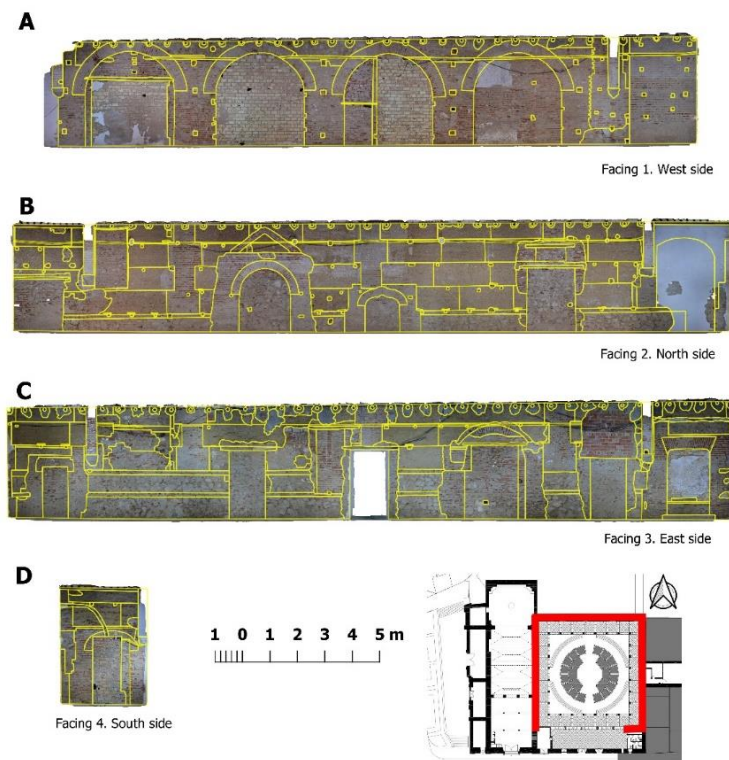 A
Facing 1. West side
B
Facing 2. North side
C
Facing 3. East side
D
Facing 4. South side
1 0 1 2 3 4 5 m